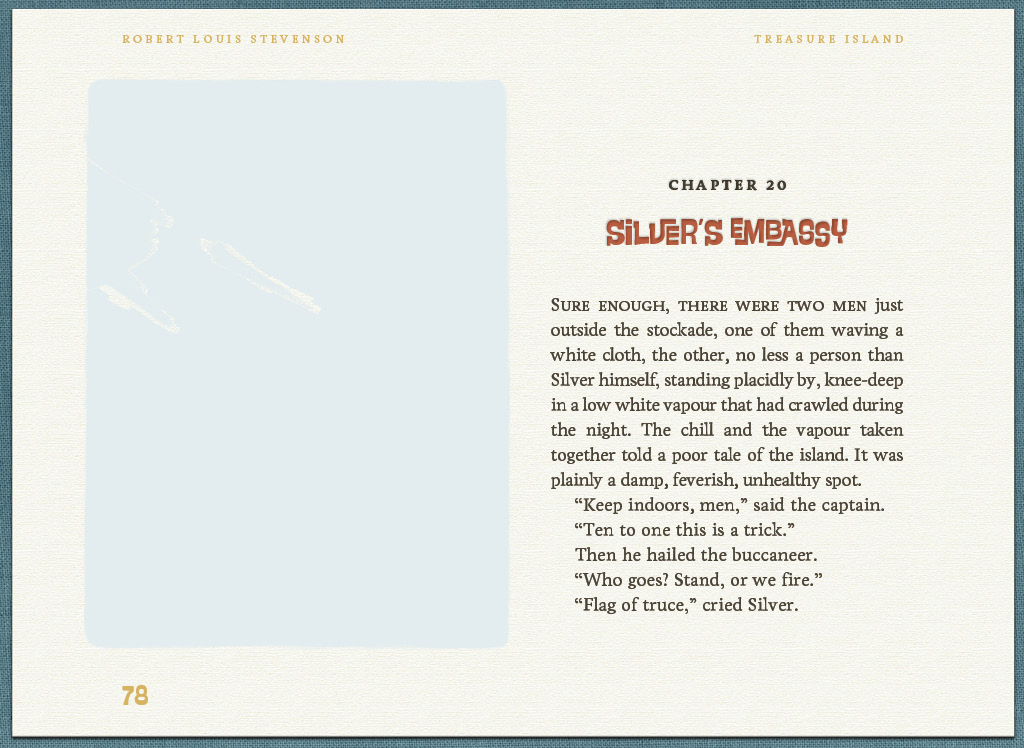 ROBERT LOUIS STEVENSON
TREASURE ISLAND
CHAPTER 20
SiLVER'S EMBASSY
SURE ENOUGH, THERE WERE TWO MEN just
outside the stockade, one of them waving a
white cloth, the other, no less a person than
Silver himself, standing placidly by, knee-deep
in a low white vapour that had crawled during
the night. The chill and the vapour taken
together told a poor tale of the island. It was
plainly a damp, feverish, unhealthy spot.
“Keep indoors, men,” said the captain.
“Ten to one this is a trick.”
Then he hailed the buccaneer.
“Who goes? Stand, or we fire.”
“Flag of truce,” cried Silver.
78